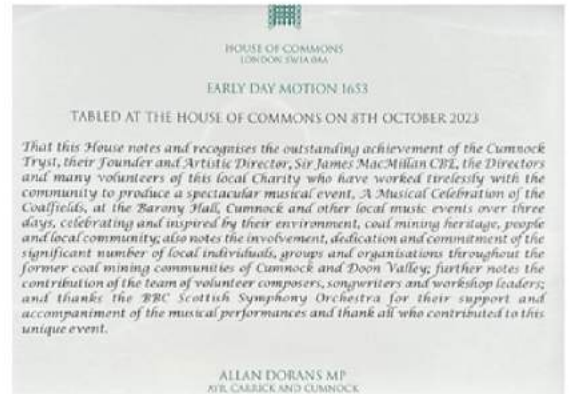 HOUSE OF COMMONS
LONDON SW1A 0AA
EARLY DAY MOTION 1653
TABLED AT THE HOUSE OF COMMONS ON 8TH OCTOBER 2023
That this House notes and recognises the outstanding achievement of the Cumnock
Tryst, their Founder and Artistic Director, Sir James MacMillan CBE, the Directors
and many volunteers of this local Charity who have worked tirelessly with the
community to produce a spectacular musical event, A Musical Celebration of the
Coalfields, at the Barony Hall, Cumnock and other local music events over three
days, celebrating and inspired by their environment, coal mining heritage, people
and local community; also notes the involvement, dedication and commitment of the
significant number of local individuals, groups and organisations throughout the
former coal mining communities of Cumnock and Doon Valley; further notes the
contribution of the team of volunteer composers, songwriters and workshop leaders;
and thanks the BBC Scottish Symphony Orchestra for their support and
accompaniment of the musical performances and thank all who contributed to this
unique event.
ALLAN DORANS MP
AYR, CARRICK AND CUMNOCK